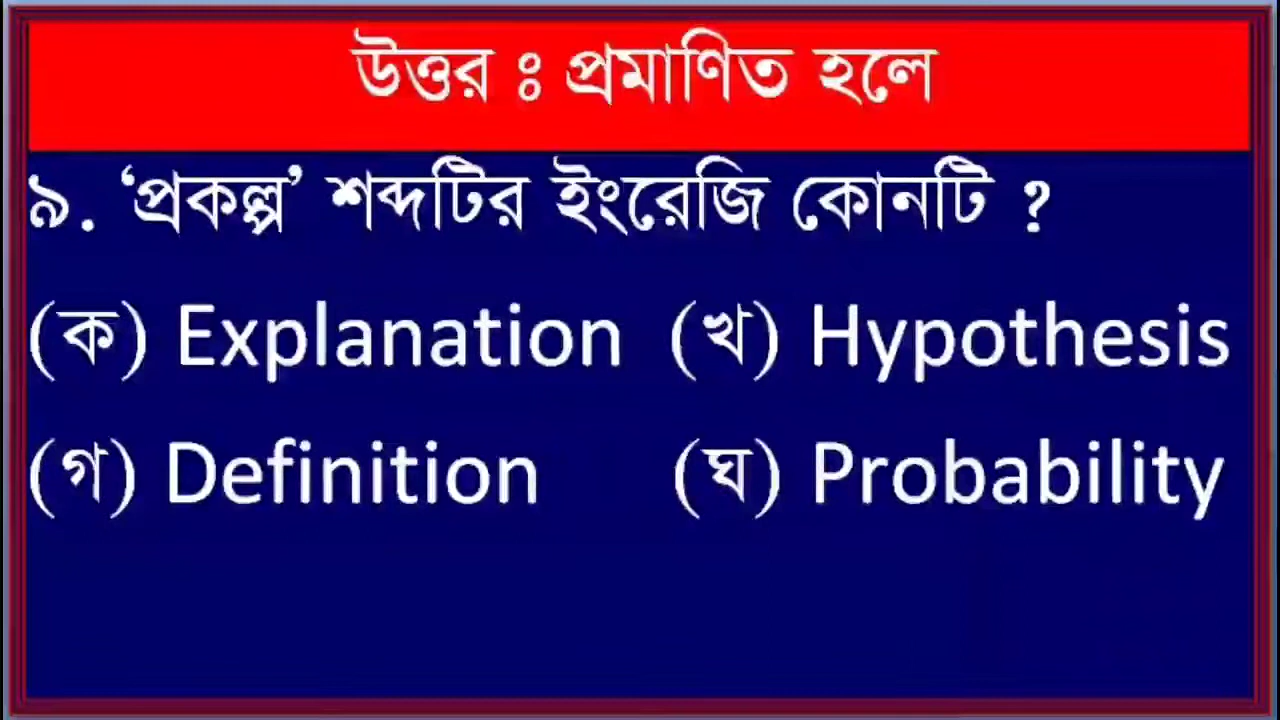 উত্তর ঃ প্রমাণিত হলে
৯. ‘প্রকল্প’ শব্দটির ইংরেজি কোনটি ?
(ক) Explanation (খ) Hypothesis
(গ) Definition (ঘ) Probability